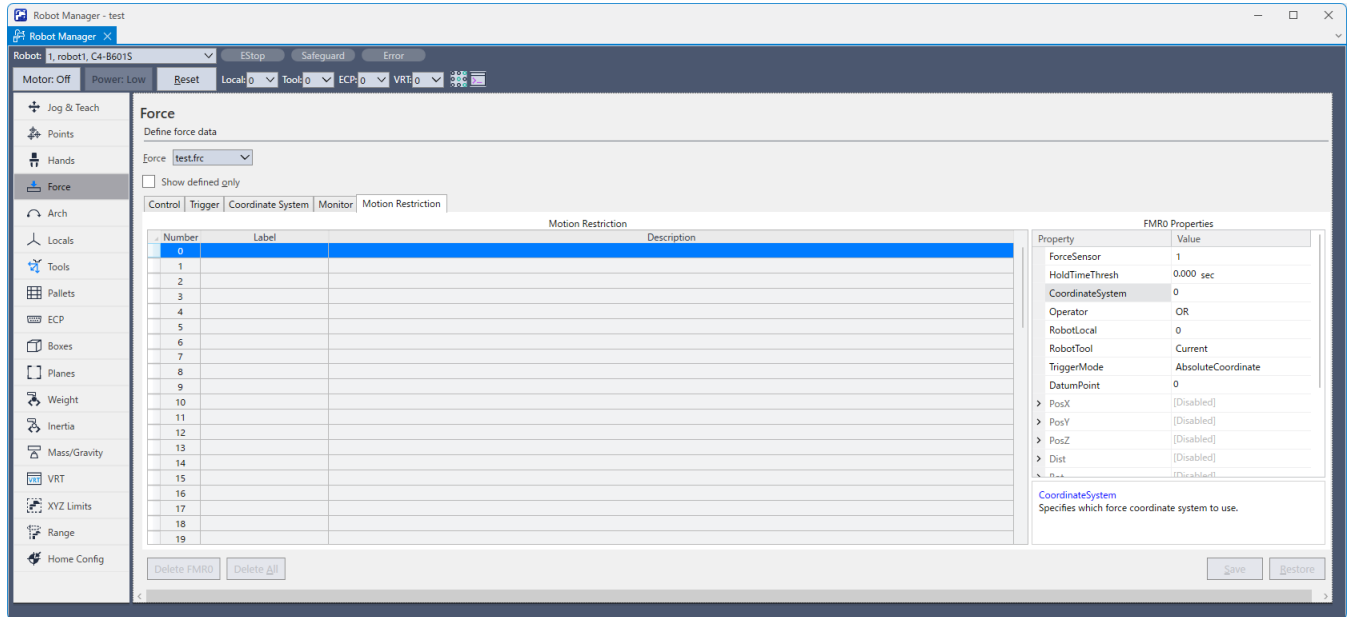 Robot Manager - test
Robot Manager
Robot: 1, robot1, C4-B601S EStop Safeguard Error
Motor: Off Power: Low Reset Local: 0 Tool: 0 ECP: 0 VRT: 0
Jog & Teach
Points
Hands
Force
Arch
Locals
Tools
Pallets
ECP
Boxes
Planes
Weight
Inertia
Mass/Gravity
VRT
XYZ Limits
Range
Home Config
Force
Define force data
Force test.frc
Show defined only
Control Trigger Coordinate System Monitor Motion Restriction
Motion Restriction
Number Label Description
0
1
2
3
4
5
6
7
8
9
10
11
12
13
14
15
16
17
18
19
FMR0 Properties
Property Value
ForceSensor 1
HoldTimeThresh 0.000 sec
CoordinateSystem 0
Operator OR
RobotLocal 0
RobotTool Current
TriggerMode AbsoluteCoordinate
DatumPoint 0
PosX [Disabled]
PosY [Disabled]
PosZ [Disabled]
Dist [Disabled]
Rot [Disabled]
CoordinateSystem
Specifies which force coordinate system to use.
Delete FMR0 Delete All Save Restore